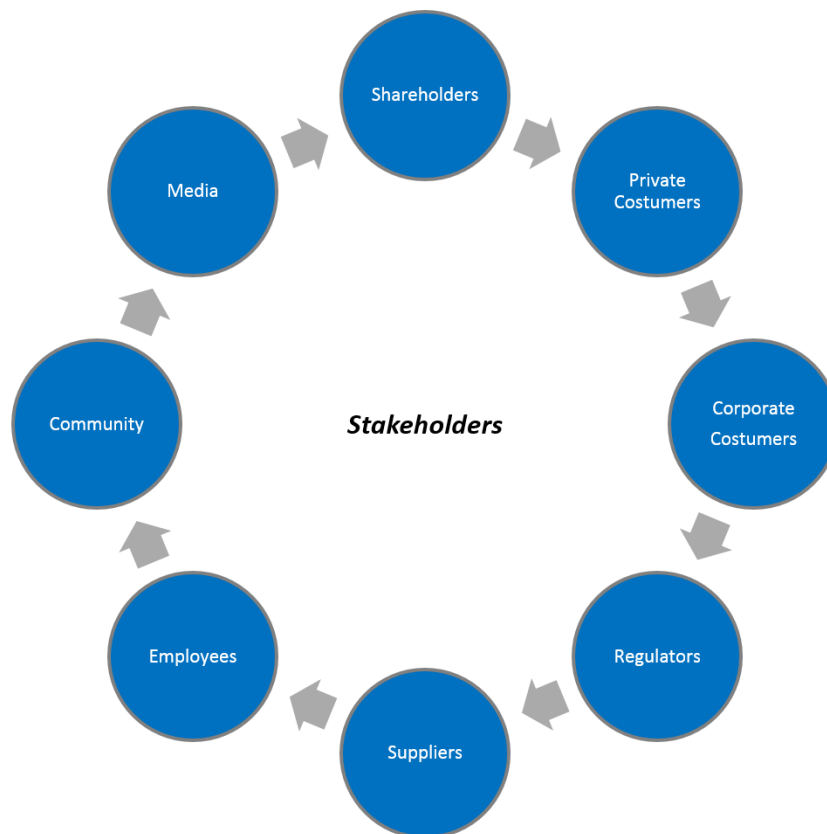 Shareholders
Private
Costumers
Corporate
Costumers
Regulators
Suppliers
Employees
Community
Media
Stakeholders